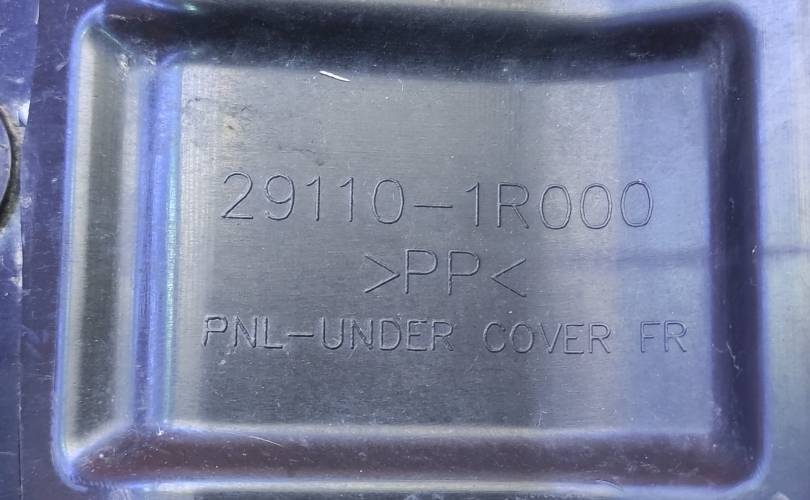 29110-1R000
>PP<
PNL-UNDER COVER FR